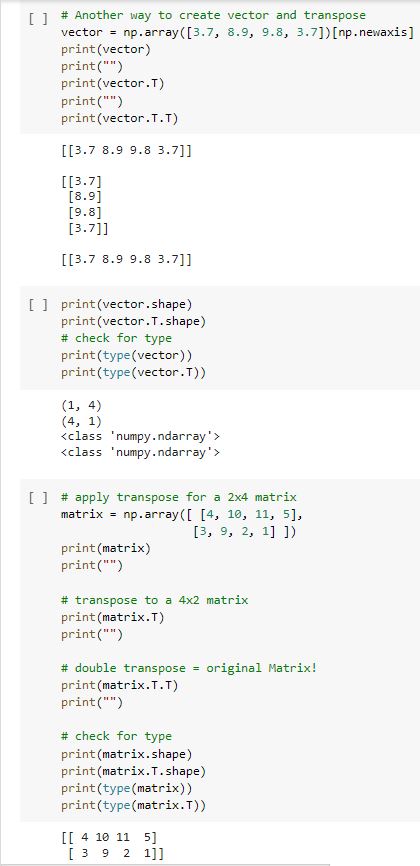 [ ] # Another way to create vector and transpose
vector = np.array([3.7, 8.9, 9.8, 3.7])[np.newaxis]
print(vector)
print("")
print(vector.T)
print("")
print(vector.T.T)
[[3.7 8.9 9.8 3.7]]
[[3.7]
[8.9]
[9.8]
[3.7]]
[[3.7 8.9 9.8 3.7]]
[ ] print(vector.shape)
print(vector.T.shape)
# check for type
print(type(vector))
print(type(vector.T))
(1, 4)
(4, 1)
<class 'numpy.ndarray'>
<class 'numpy.ndarray'>
[ ] # apply transpose for a 2x4 matrix
matrix = np.array([ [4, 10, 11, 5],
[3, 9, 2, 1] ])
print(matrix)
print("")
# transpose to a 4x2 matrix
print(matrix.T)
print("")
# double transpose = original Matrix!
print(matrix.T.T)
print("")
# check for type
print(matrix.shape)
print(matrix.T.shape)
print(type(matrix))
print(type(matrix.T))
[[ 4 10 11  5]
[ 3  9  2  1]]